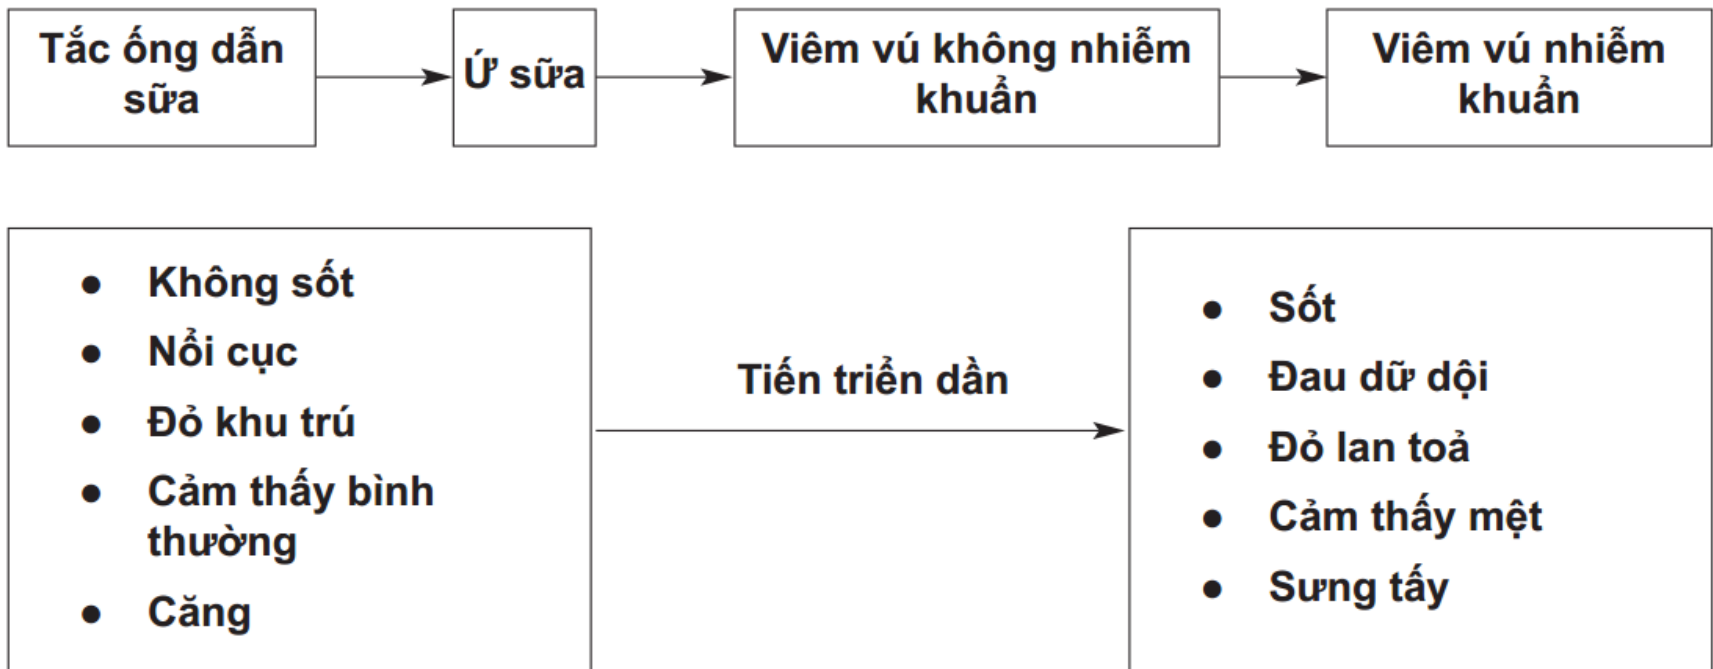 Tắc ống dẫn
sữa
Ứ sữa
Viêm vú không nhiễm
khuẩn
Viêm vú nhiễm
khuẩn
● Không sốt
● Nổi cục
● Đỏ khu trú
● Cảm thấy bình
thường
● Căng
Tiến triển dần
● Sốt
● Đau dữ dội
● Đỏ lan toả
● Cảm thấy mệt
● Sưng tấy